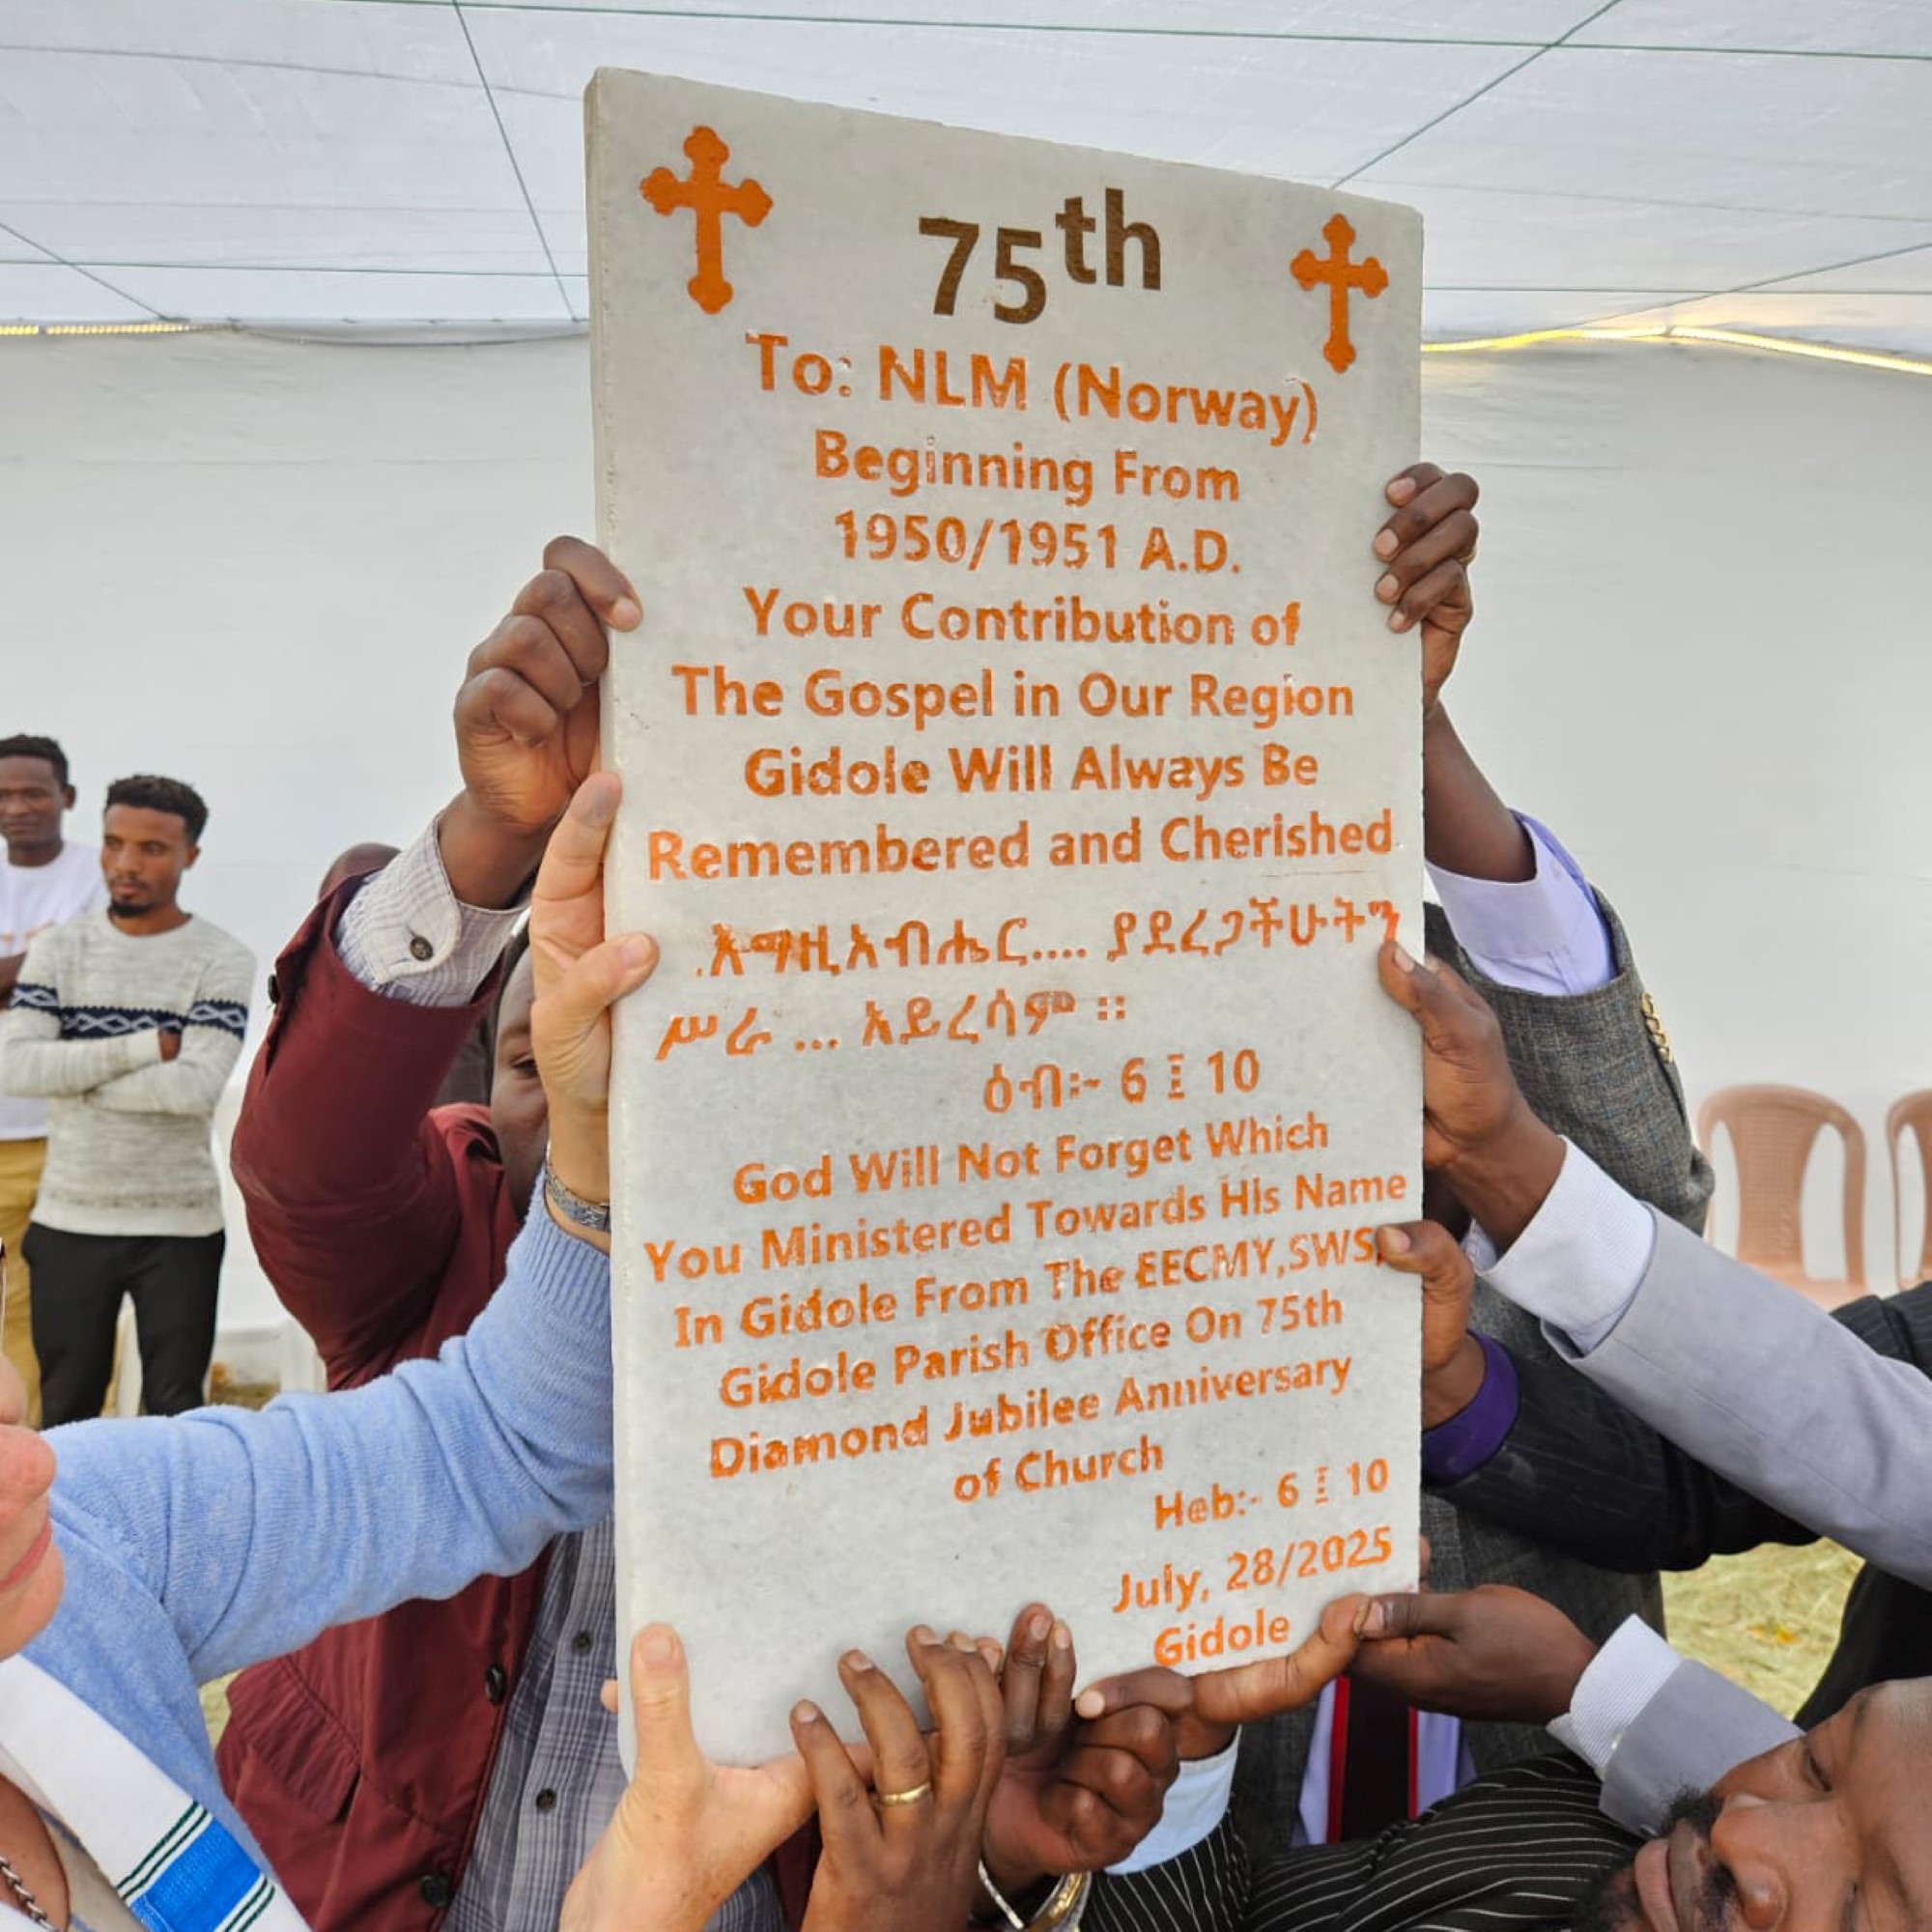 75th
To: NLM (Norway)
Beginning From
1950/1951 A.D.
Your Contribution of
The Gospel in Our Region
Gidole Will Always Be
Remembered and Cherished
.እማዚአብሔር.... ያደረጋችሁትን
ሥራ ... አይረሳም ።
ዕብ፡- 6 ፤ 10
God Will Not Forget Which
You Ministered Towards His Name
In Gidole From The EECMY,SWS,
Gidole Parish Office On 75th
Diamond Jubilee Anniversary
of Church
Heb:- 6 ፤ 10
July, 28/2025
Gidole